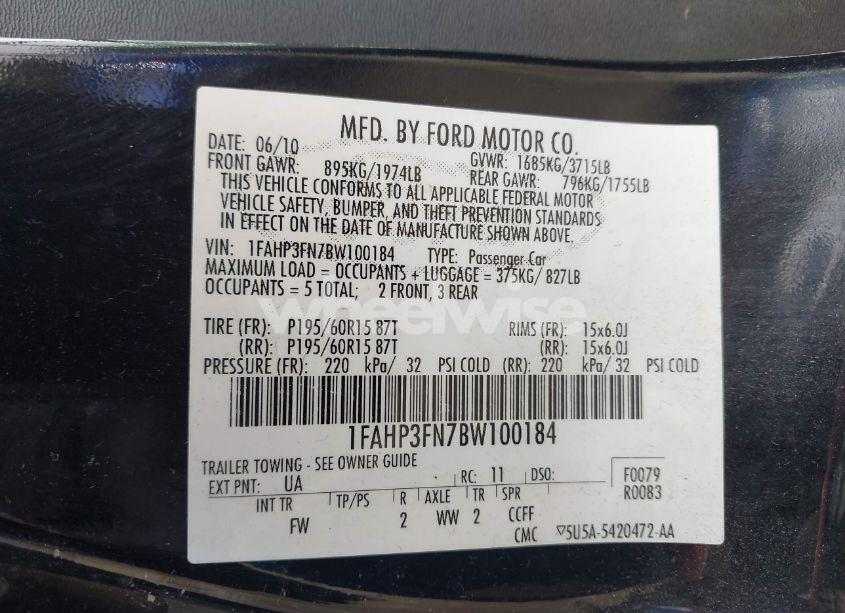 MFD. BY FORD MOTOR CO.
DATE: 06/10 GVWR: 1685KG/3715LB
FRONT GAWR: 895KG/1974LB REAR GAWR: 796KG/1755LB
THIS VEHICLE CONFORMS TO ALL APPLICABLE FEDERAL MOTOR
VEHICLE SAFETY, BUMPER, AND THEFT PREVENTION STANDARDS
IN EFFECT ON THE DATE OF MANUFACTURE SHOWN ABOVE.
VIN: 1FAHP3FN7BW100184 TYPE: Passenger Car
MAXIMUM LOAD = OCCUPANTS + LUGGAGE = 375KG/ 827LB
OCCUPANTS = 5 TOTAL; 2 FRONT, 3 REAR
wheelwise
TIRE (FR): P195/60R15 87T RIMS (FR): 15x6.0J
(RR): P195/60R15 87T (RR): 15x6.0J
PRESSURE (FR): 220 kPa/ 32 PSI COLD (RR): 220 kPa/ 32 PSI COLD
1FAHP3FN7BW100184
TRAILER TOWING - SEE OWNER GUIDE
EXT PNT: UA RC: 11 DSO: F0079
R0083
INT TR TP/PS R AXLE TR SPR
FW 2 WW 2 CCFF
CMC ▽5U5A-5420472-AA